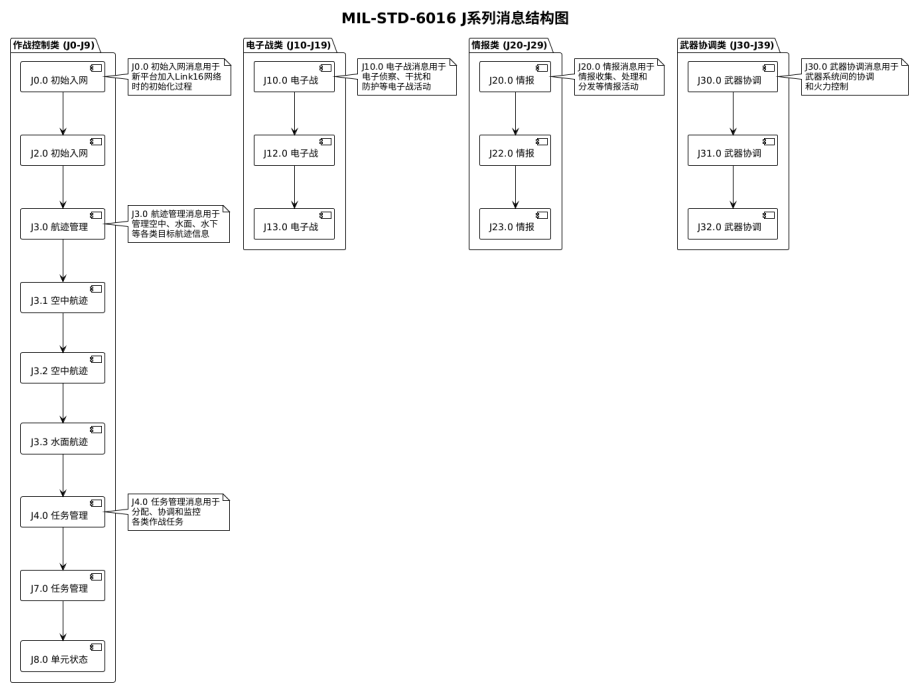 MIL-STD-6016 J系列消息结构图
作战控制类 (J0-J9)
J0.0 初始入网
J0.0 初始入网消息用于
新平台加入Link16网络
时的初始化过程
J2.0 初始入网
J3.0 航迹管理
J3.0 航迹管理消息用于
管理空中、水面、水下
等各类目标航迹信息
J3.1 空中航迹
J3.2 空中航迹
J3.3 水面航迹
J4.0 任务管理
J4.0 任务管理消息用于
分配、协调和监控
各类作战任务
J7.0 任务管理
J8.0 单元状态
电子战类 (J10-J19)
J10.0 电子战
J10.0 电子战消息用于
电子侦察、干扰和
防护等电子战活动
J12.0 电子战
J13.0 电子战
情报类 (J20-J29)
J20.0 情报
J20.0 情报消息用于
情报收集、处理和
分发等情报活动
J22.0 情报
J23.0 情报
武器协调类 (J30-J39)
J30.0 武器协调
J30.0 武器协调消息用于
武器系统间的协调
和火力控制
J31.0 武器协调
J32.0 武器协调